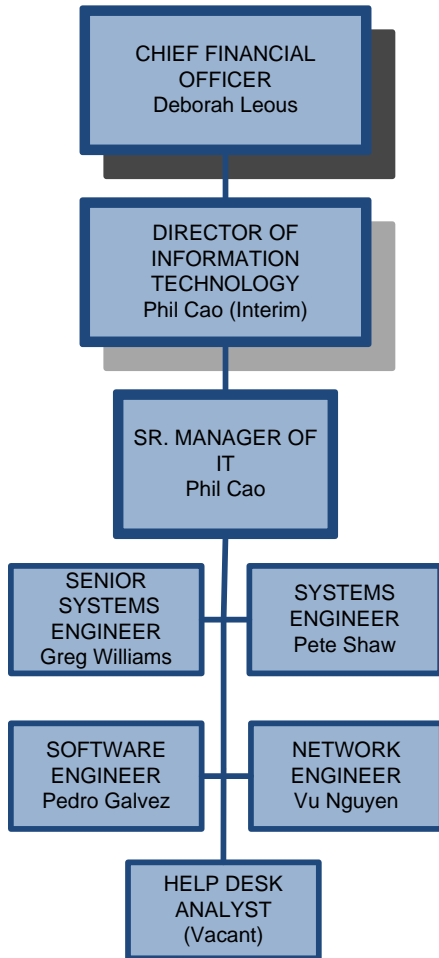 CHIEF FINANCIAL
OFFICER
Deborah Leous
DIRECTOR OF
INFORMATION
TECHNOLOGY
Phil Cao (Interim)
SR. MANAGER OF
IT
Phil Cao
SENIOR
SYSTEMS
ENGINEER
Greg Williams
SYSTEMS
ENGINEER
Pete Shaw
SOFTWARE
ENGINEER
Pedro Galvez
NETWORK
ENGINEER
Vu Nguyen
HELP DESK
ANALYST
(Vacant)